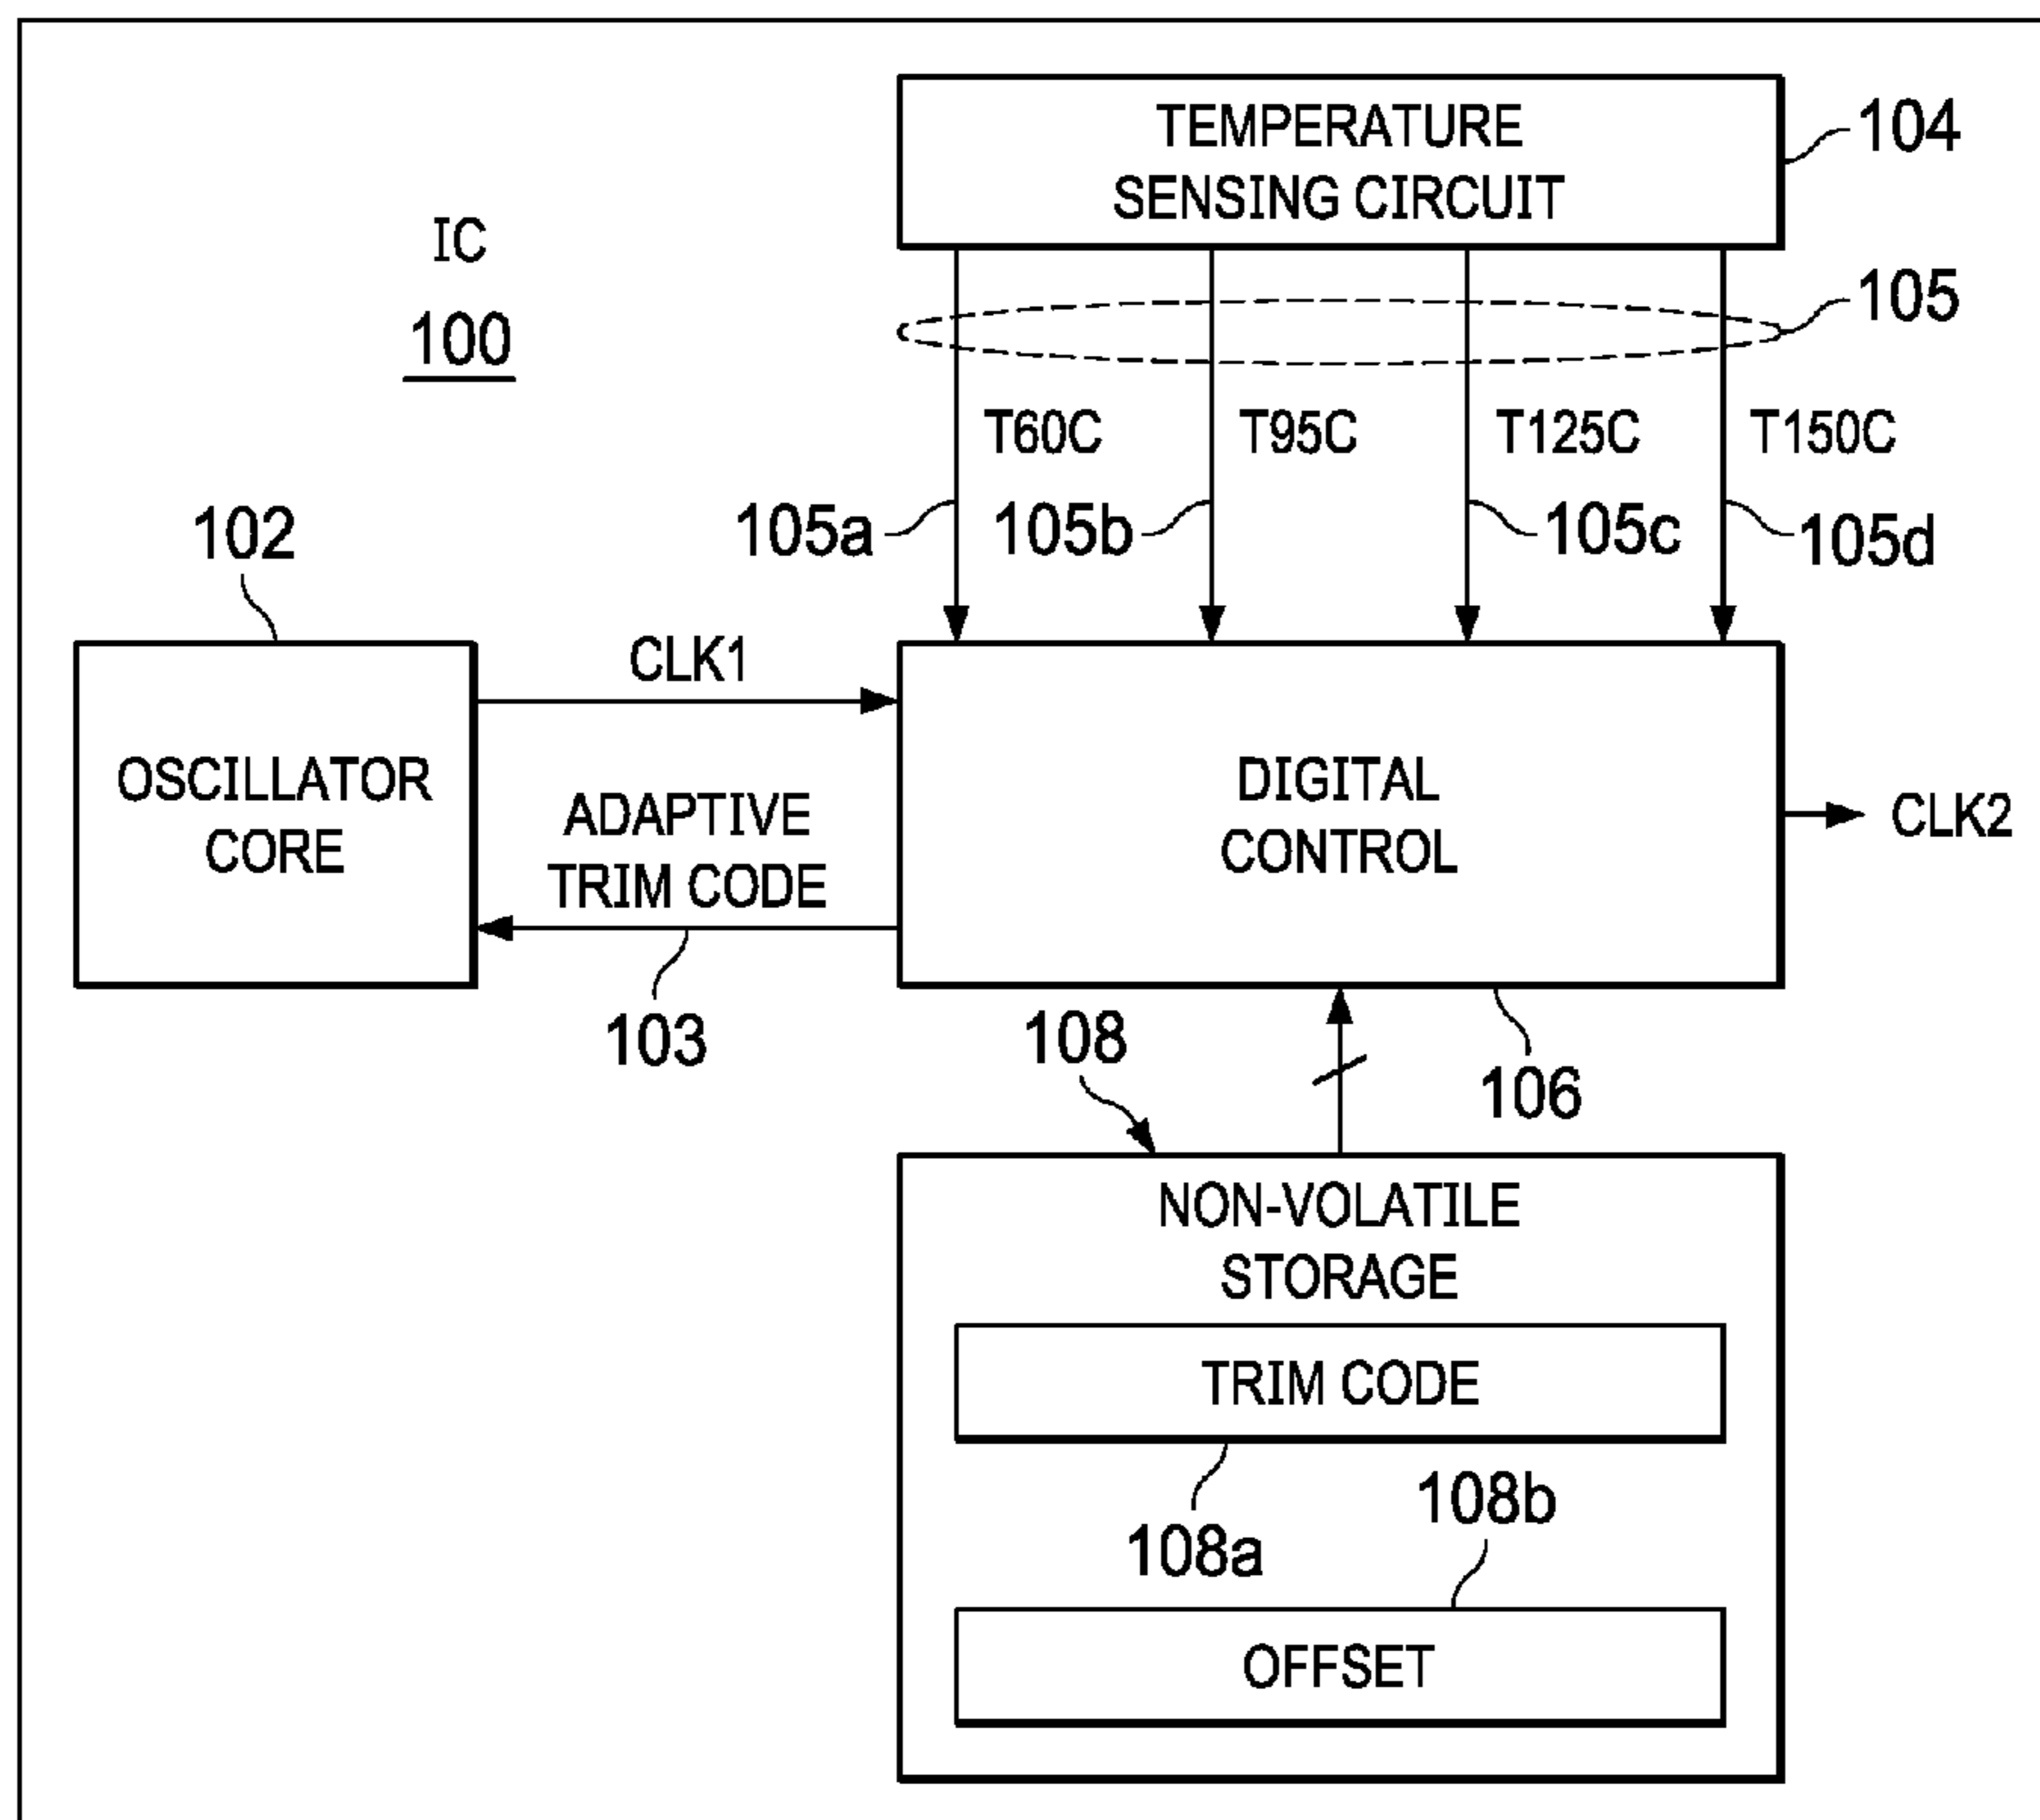 TEMPERATURE
SENSING CIRCUIT
104
IC
100
105
T60C
T95C
T125C
T150C
105a
105b
105c
105d
102
CLK1
OSCILLATOR
CORE
ADAPTIVE
TRIM CODE
DIGITAL
CONTROL
CLK2
103
108
106
NON-VOLATILE
STORAGE
TRIM CODE
108a
108b
OFFSET